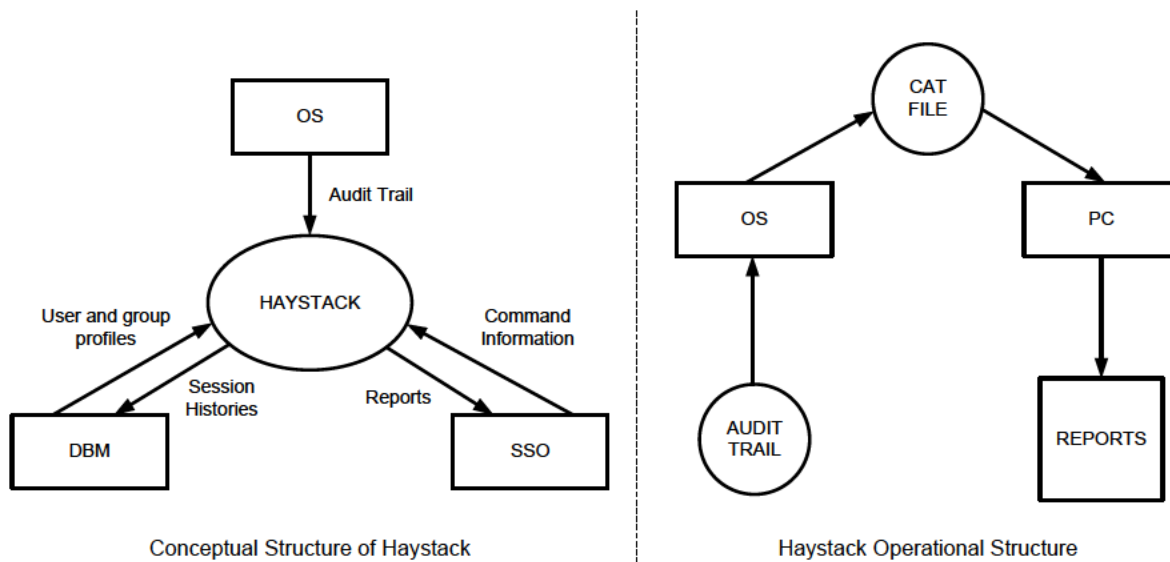 OS
Audit Trail
HAYSTACK
User and group
profiles
Command
Information
Session
Histories
Reports
DBM
SSO
Conceptual Structure of Haystack
CAT
FILE
OS
PC
AUDIT
TRAIL
REPORTS
Haystack Operational Structure